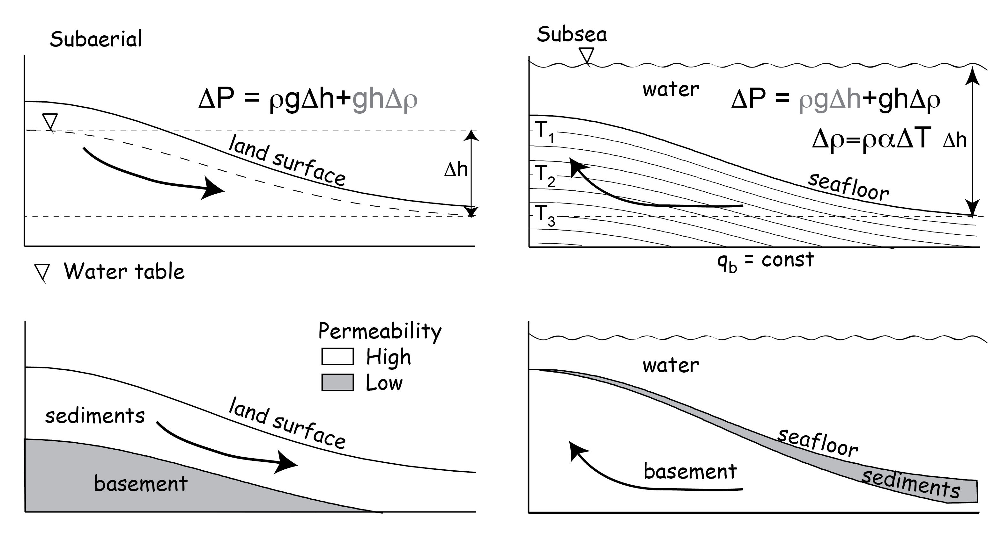 Subaerial
ΔP = ρgΔh+ghΔρ
land surface
Δh
Water table
Subsea
water
ΔP = ρgΔh+ghΔρ
Δρ=ραΔT
Δh
T1
T2
T3
seafloor
qb = const
Permeability
High
Low
sediments
land surface
basement
water
seafloor
sediments
basement